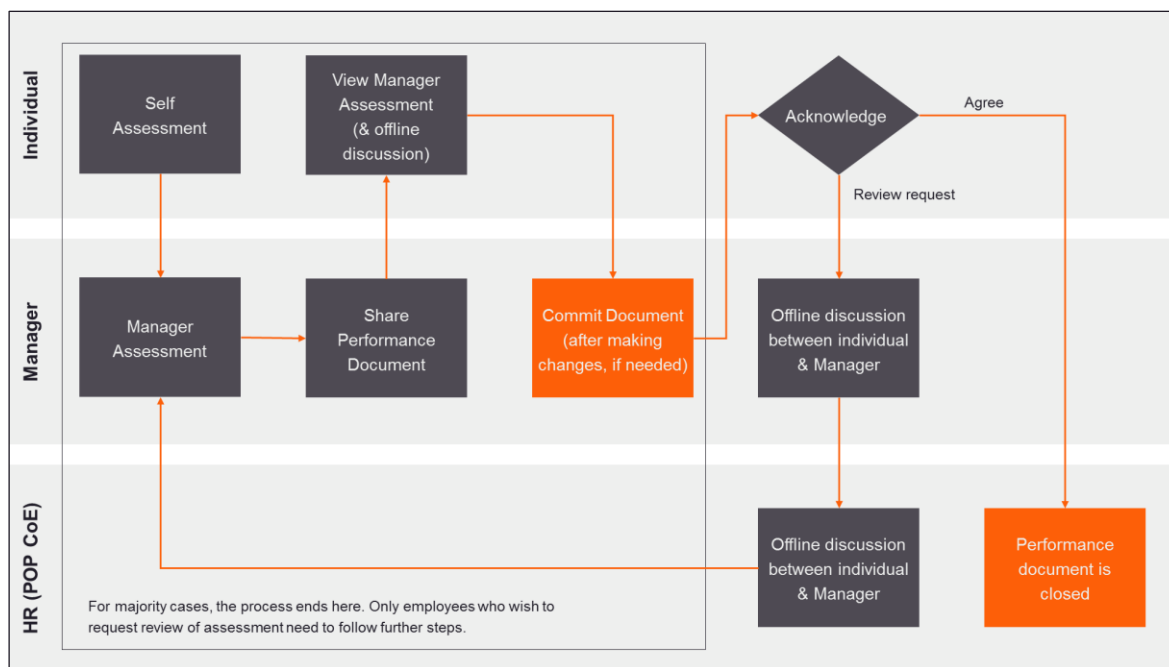 Individual
Self
Assessment
View Manager
Assessment
(& offline
discussion)
Acknowledge
Agree
Review request
Manager
Manager
Assessment
Share
Performance
Document
Commit Document
(after making
changes, if needed)
Offline discussion
between individual
& Manager
HR (POP CoE)
For majority cases, the process ends here. Only employees who wish to
request review of assessment need to follow further steps.
Offline discussion
between individual
& Manager
Performance
document is
closed